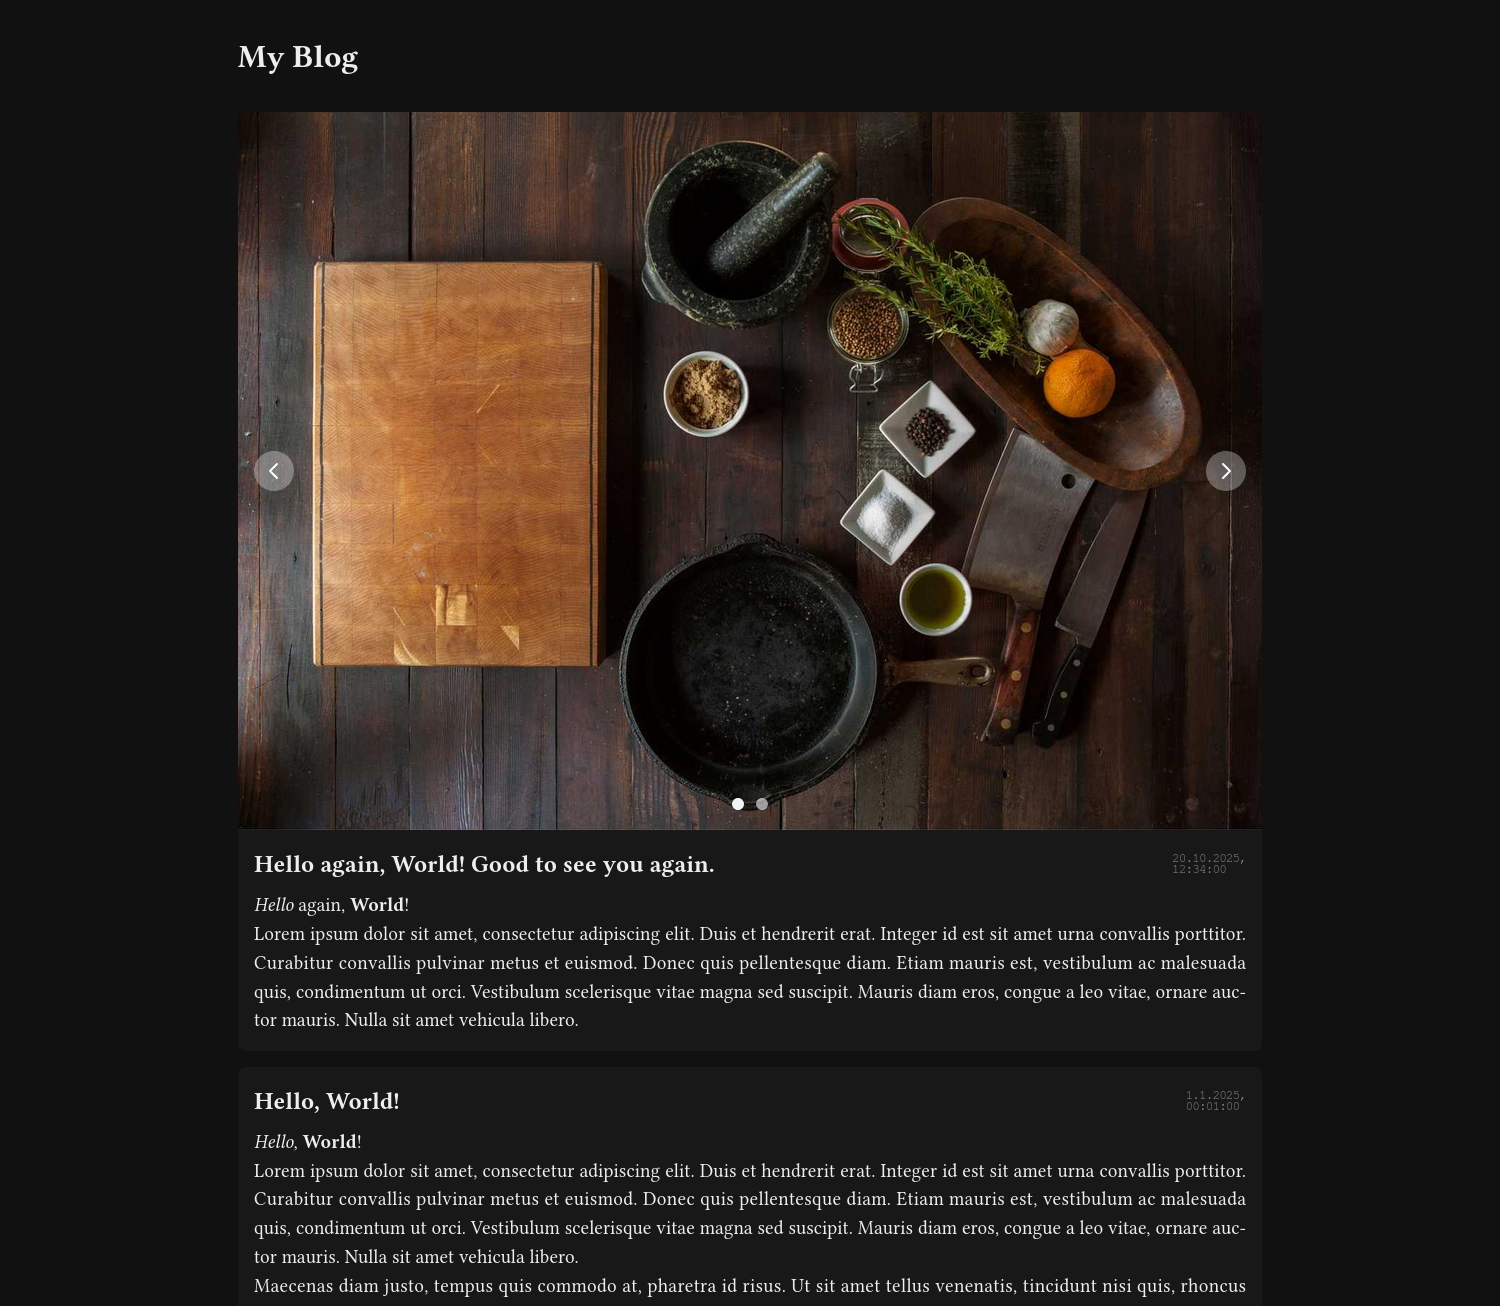 My Blog
Hello again, World! Good to see you again.
20.10.2025,
12:34:00
Hello again, World!
Lorem ipsum dolor sit amet, consectetur adipiscing elit. Duis et hendrerit erat. Integer id est sit amet urna convallis porttitor.
Curabitur convallis pulvinar metus et euismod. Donec quis pellentesque diam. Etiam mauris est, vestibulum ac malesuada
quis, condimentum ut orci. Vestibulum scelerisque vitae magna sed suscipit. Mauris diam eros, congue a leo vitae, ornare auc-
tor mauris. Nulla sit amet vehicula libero.
Hello, World!
1.1.2025,
00:01:00
Hello, World!
Lorem ipsum dolor sit amet, consectetur adipiscing elit. Duis et hendrerit erat. Integer id est sit amet urna convallis porttitor.
Curabitur convallis pulvinar metus et euismod. Donec quis pellentesque diam. Etiam mauris est, vestibulum ac malesuada
quis, condimentum ut orci. Vestibulum scelerisque vitae magna sed suscipit. Mauris diam eros, congue a leo vitae, ornare auc-
tor mauris. Nulla sit amet vehicula libero.
Maecenas diam justo, tempus quis commodo at, pharetra id risus. Ut sit amet tellus venenatis, tincidunt nisi quis, rhoncus